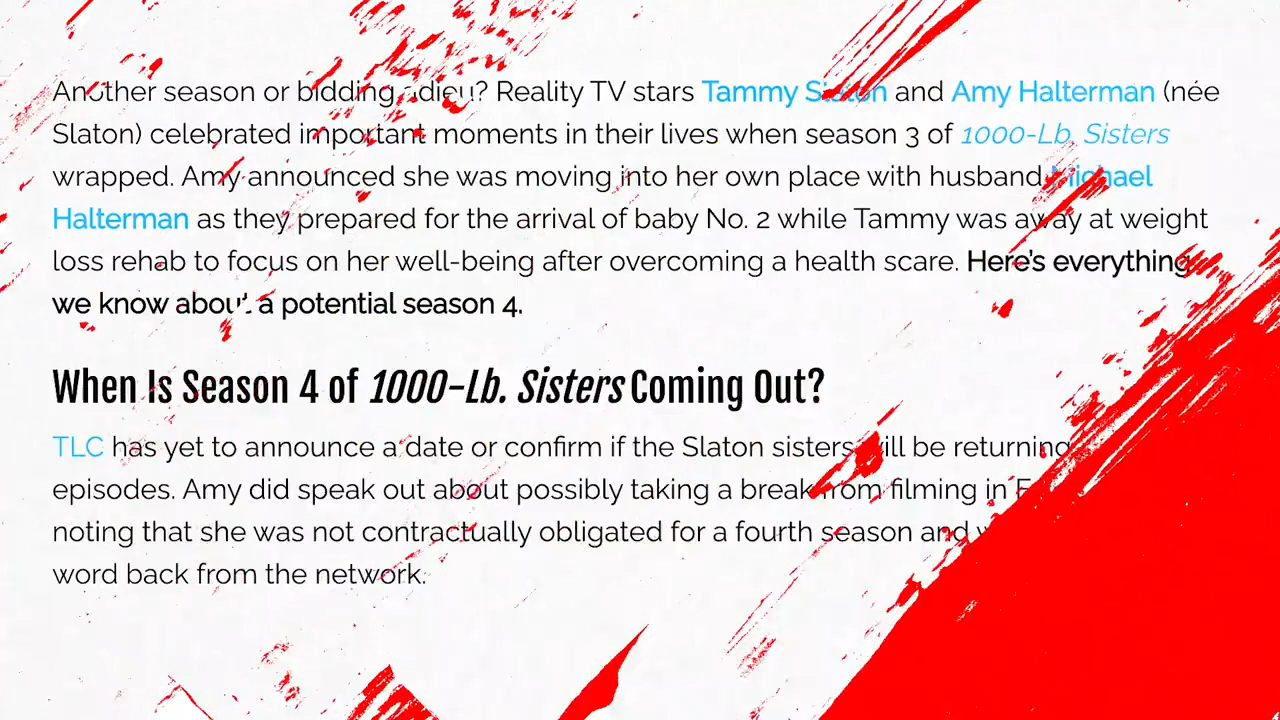 Another season or bidding adieu? Reality TV stars Tammy Slaton and Amy Halterman (née
Slaton) celebrated important moments in their lives when season 3 of 1000-Lb. Sisters
wrapped. Amy announced she was moving into her own place with husband Michael
Halterman as they prepared for the arrival of baby No. 2 while Tammy was away at weight
loss rehab to focus on her well-being after overcoming a health scare. Here's everything
we know about a potential season 4.
When Is Season 4 of 1000-Lb. Sisters Coming Out?
TLC has yet to announce a date or confirm if the Slaton sisters will be returning
episodes. Amy did speak out about possibly taking a break from filming in
noting that she was not contractually obligated for a fourth season and
word back from the network.